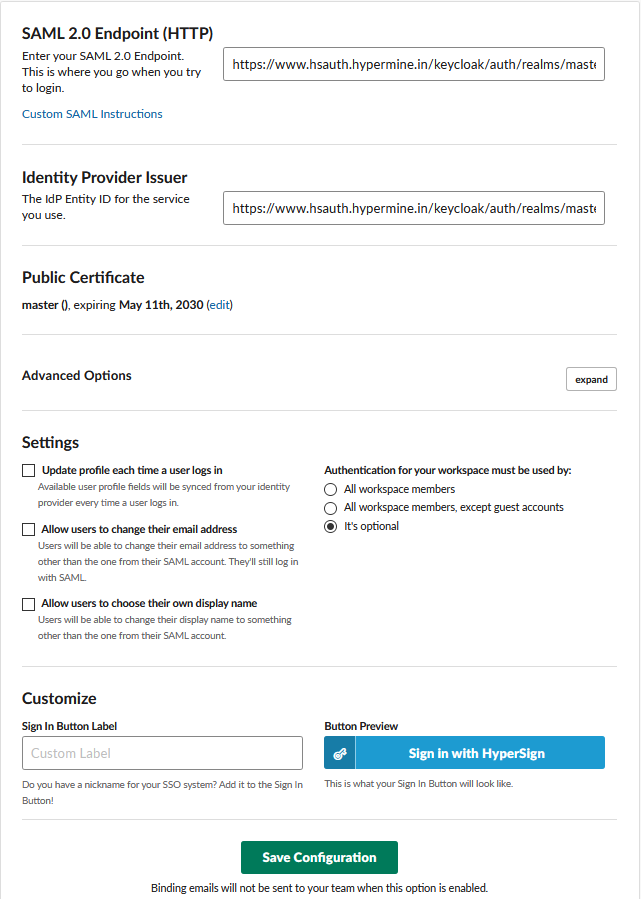 SAML 2.0 Endpoint (HTTP)
Enter your SAML 2.0 Endpoint.
This is where you go when you try
to login.
https://www.hsauth.hypermine.in/keycloak/auth/realms/maste
Custom SAML Instructions
Identity Provider Issuer
The IdP Entity ID for the service
you use.
https://www.hsauth.hypermine.in/keycloak/auth/realms/maste
Public Certificate
master (), expiring May 11th, 2030 (edit)
Advanced Options
expand
Settings
Update profile each time a user logs in
Available user profile fields will be synced from your identity
provider every time a user logs in.
Allow users to change their email address
Users will be able to change their email address to something
other than the one from their SAML account. They'll still log in
with SAML.
Allow users to choose their own display name
Users will be able to change their display name to something
other than the one from their SAML account.
Authentication for your workspace must be used by:
All workspace members
All workspace members, except guest accounts
It's optional
Customize
Sign In Button Label
Custom Label
Do you have a nickname for your SSO system? Add it to the Sign In
Button!
Button Preview
Sign in with HyperSign
This is what your Sign In Button will look like.
Save Configuration
Binding emails will not be sent to your team when this option is enabled.